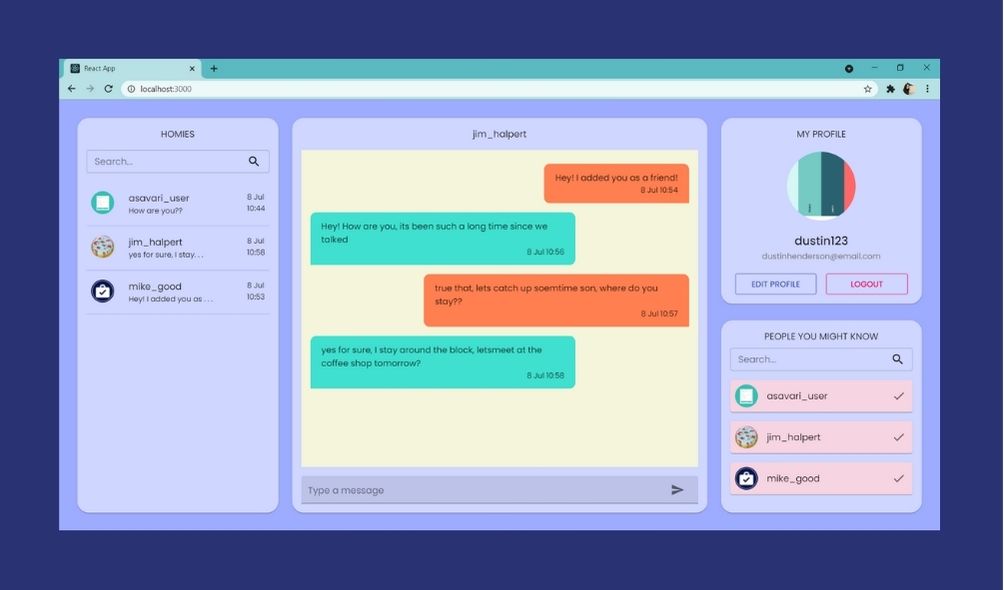 React App
localhost:3000
HOMIES
Search...
asavari_user
8 Jul
How are you??
10:44
jim_halpert
8 Jul
yes for sure, I stay. . .
10:58
mike_good
8 Jul
Hey! I added you as . . .
10:53
jim_halpert
Hey! I added you as a friend!
8 Jul 10:54
Hey! How are you, its been such a long time since we
talked
8 Jul 10:56
true that, lets catch up soemtime son, where do you
stay??
8 Jul 10:57
yes for sure, I stay around the block, letsmeet at the
coffee shop tomorrow?
8 Jul 10:58
Type a message
MY PROFILE
dustin123
dustinhenderson@email.com
EDIT PROFILE
LOGOUT
PEOPLE YOU MIGHT KNOW
Search...
asavari_user
jim_halpert
mike_good